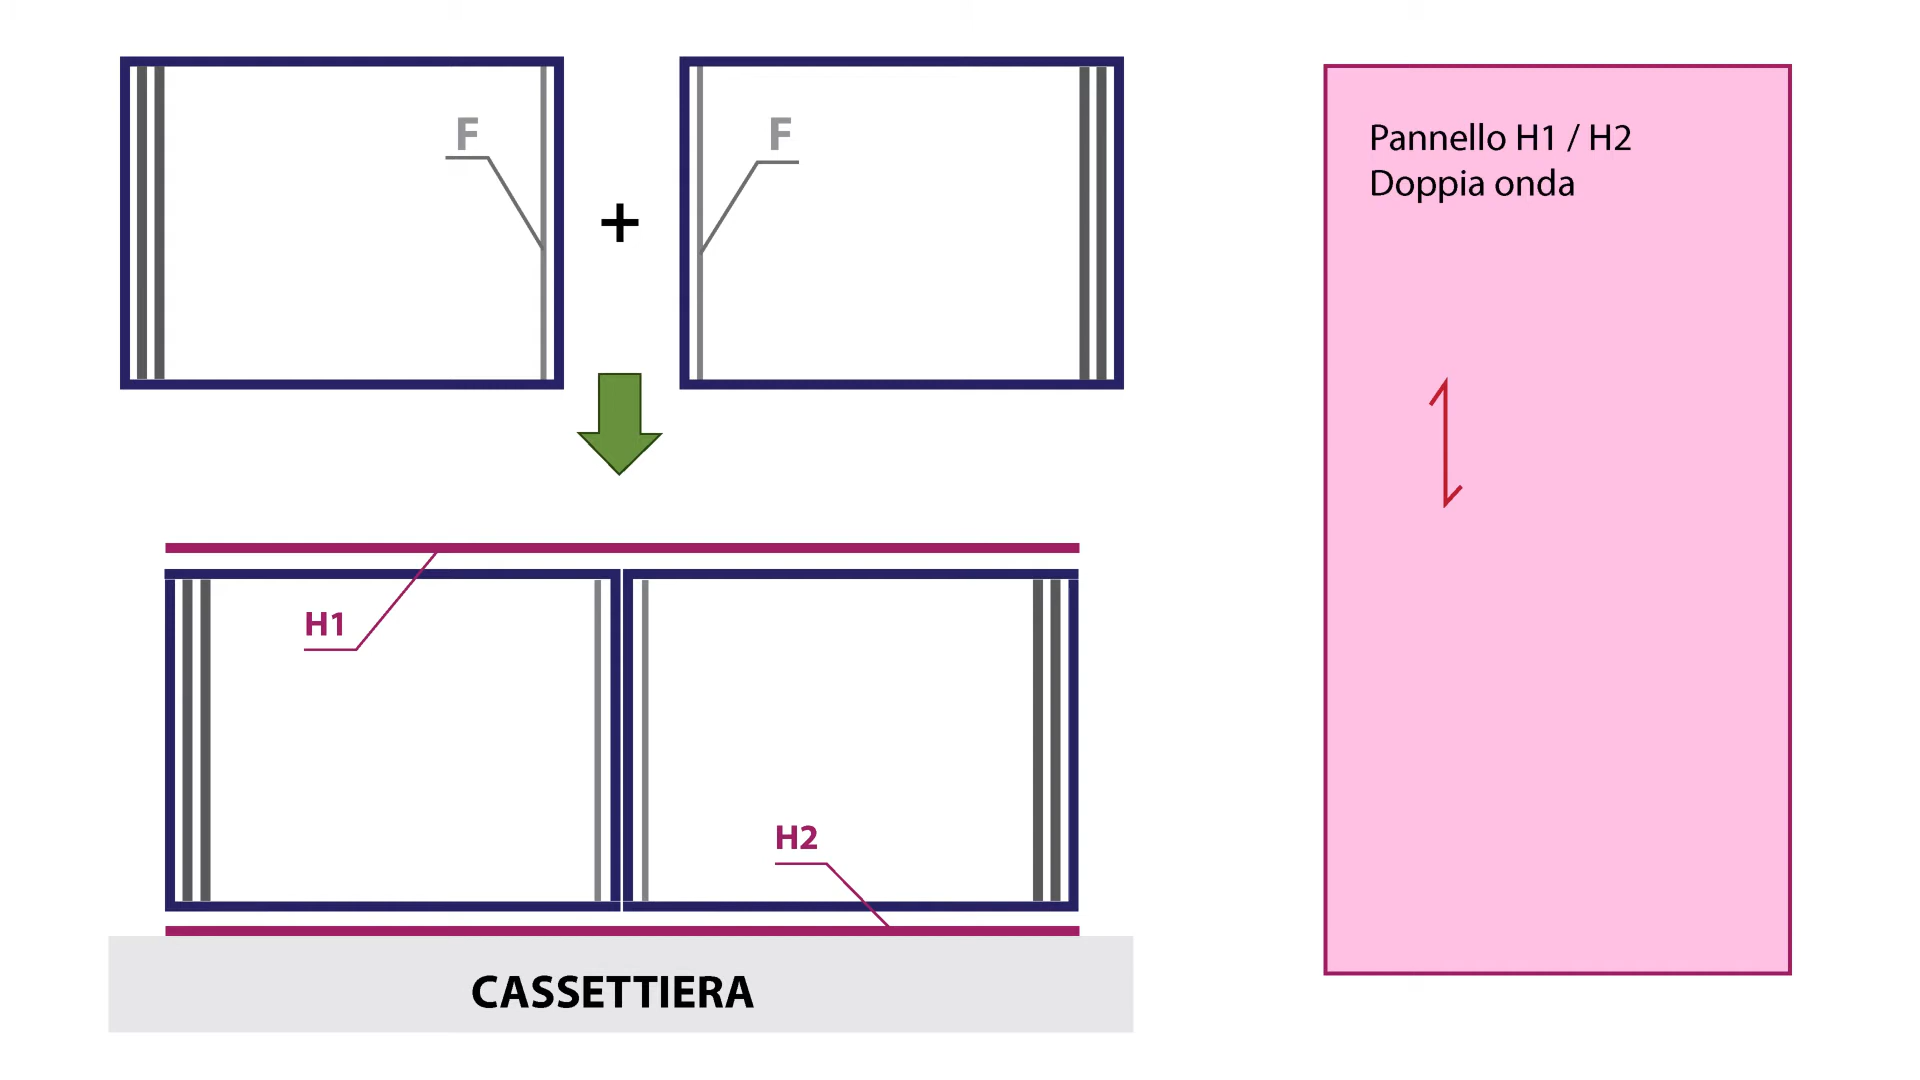 F
F
+
Pannello H1 / H2
Doppia onda
H1
H2
CASSETTIERA